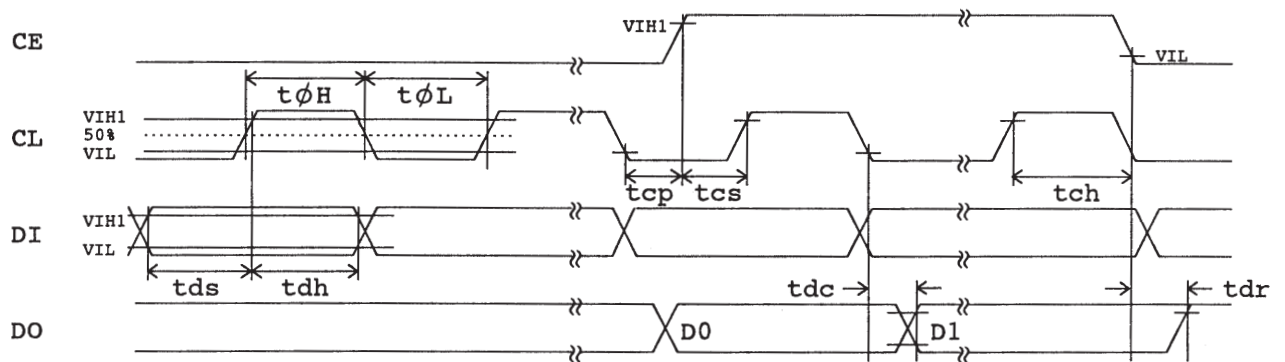 CE
VIH1
VIL
tϕH
tϕL
CL
VIH1
50%
VIL
tcp
tcs
tch
DI
VIH1
VIL
tds
tdh
tdc
tdr
DO
D0
D1